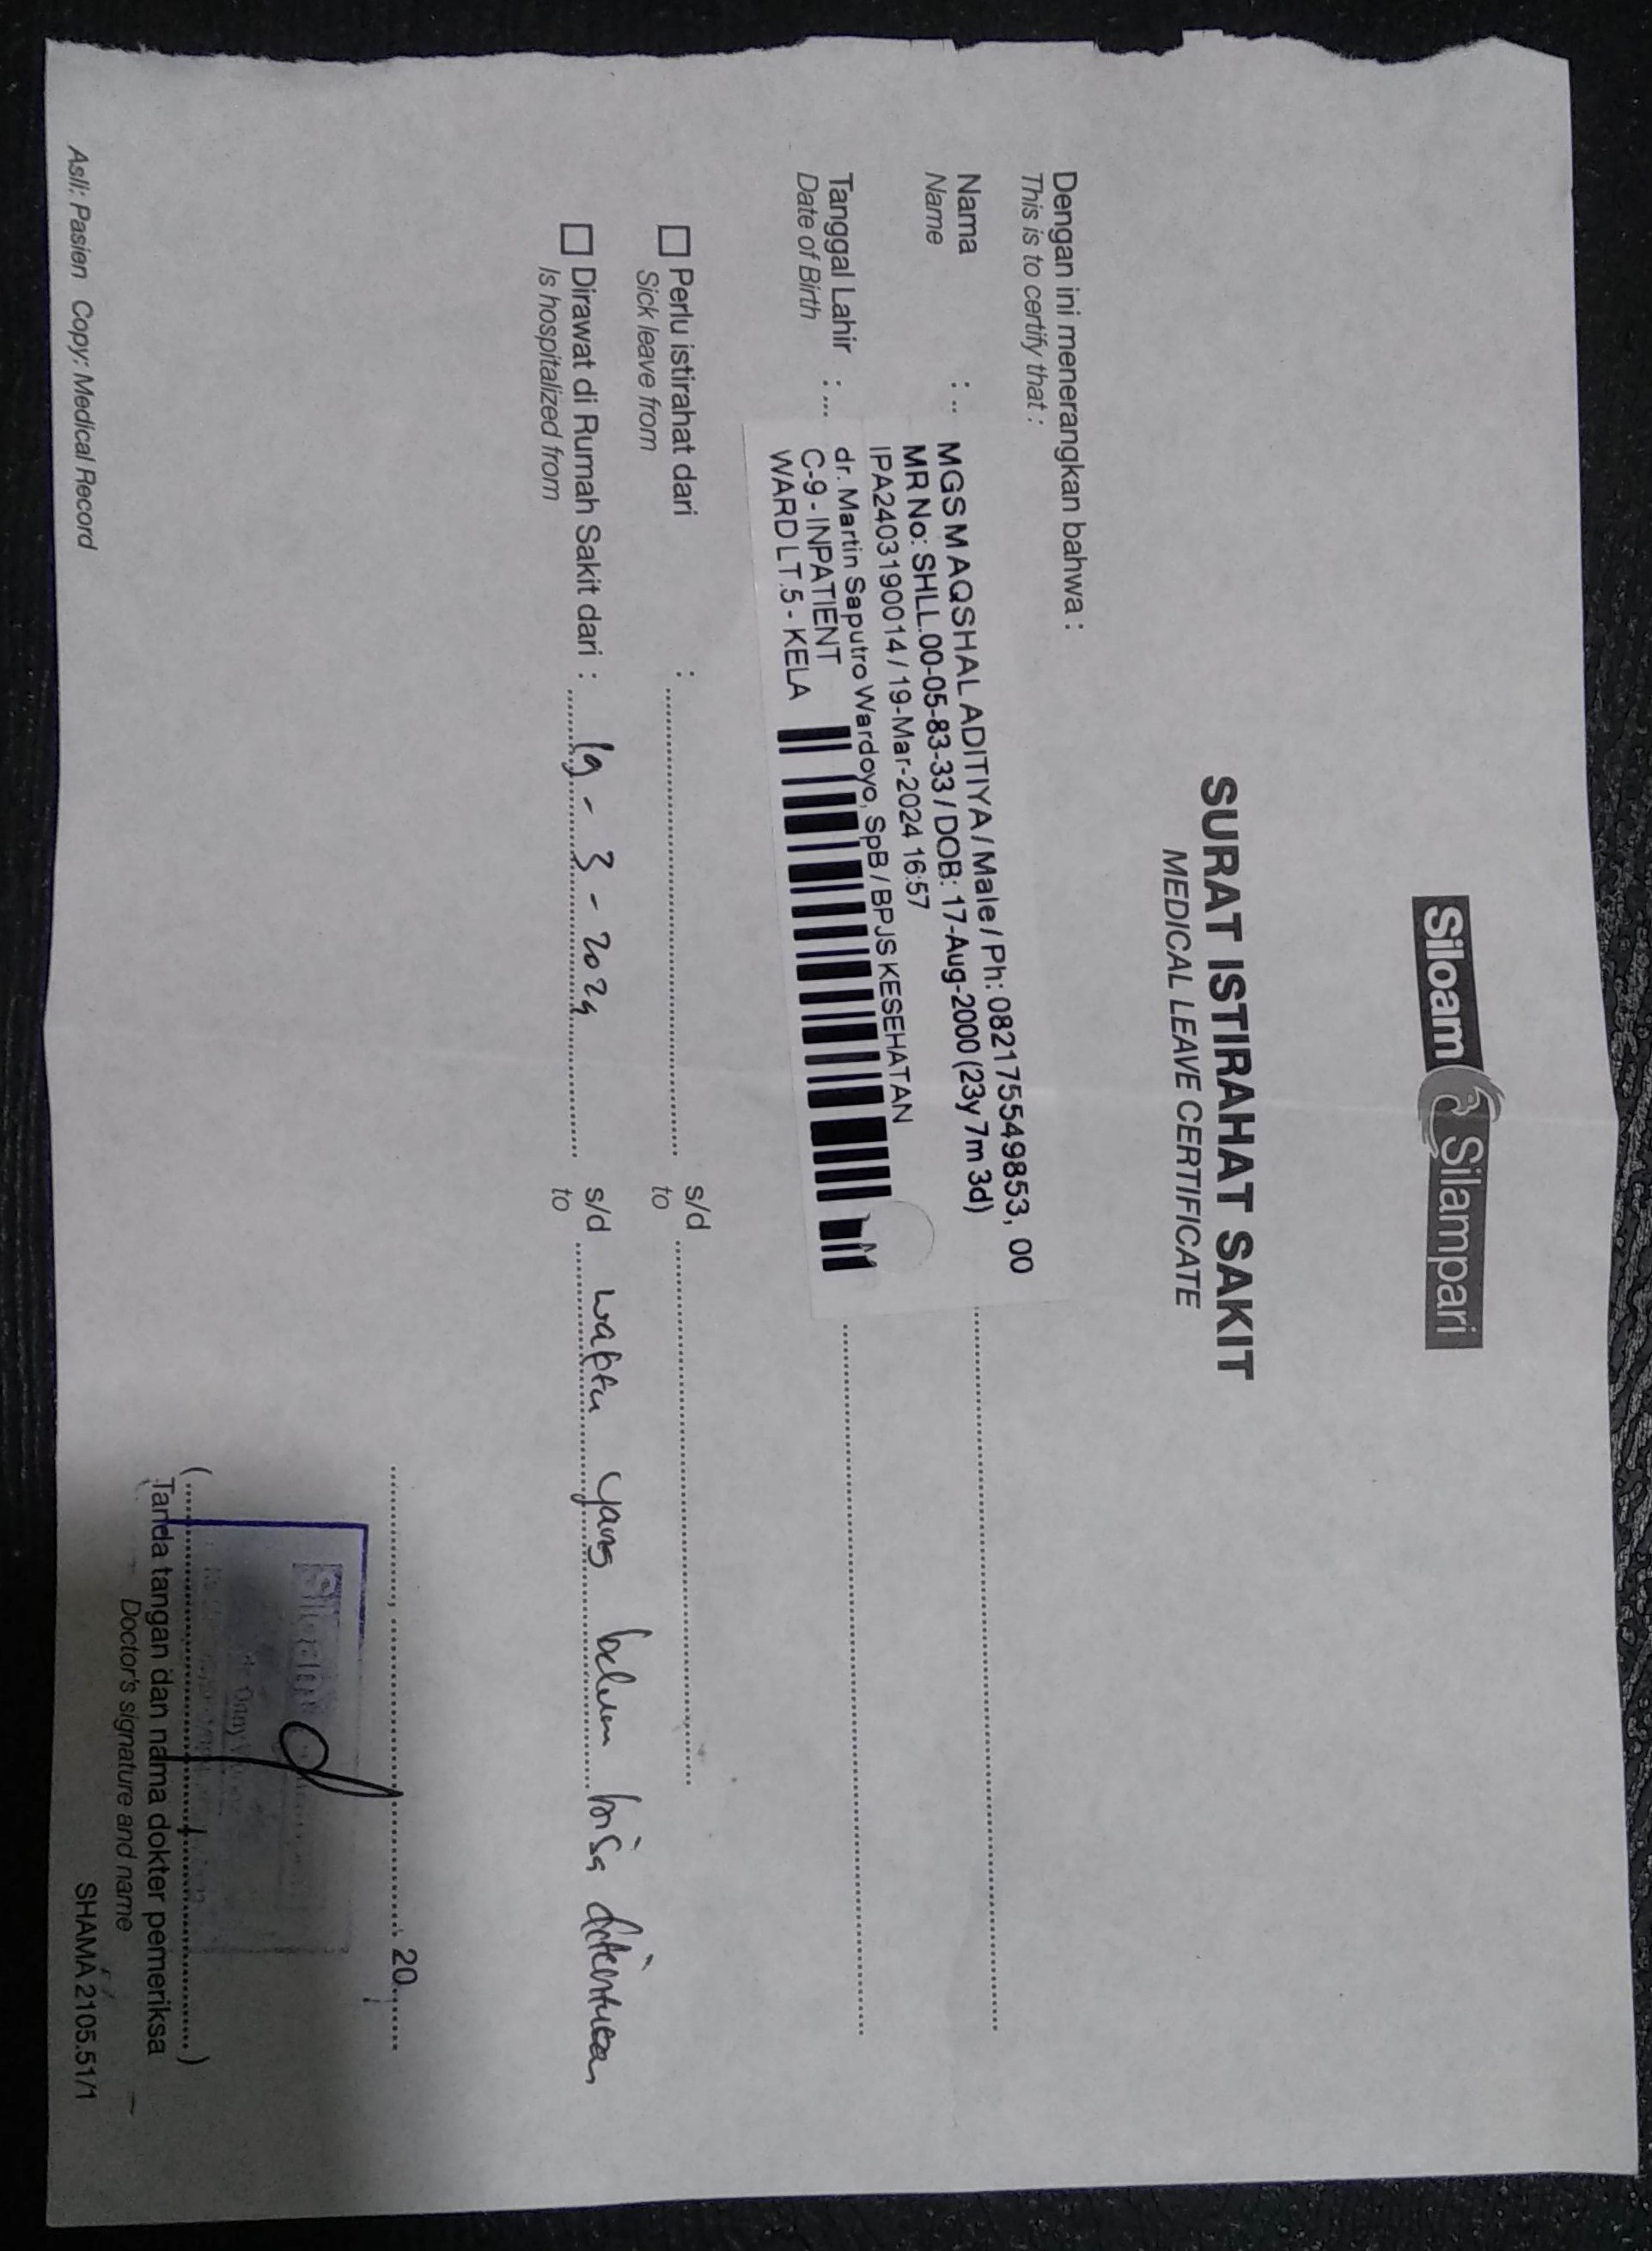 Siloam Silampari
SURAT ISTIRAHAT SAKIT
MEDICAL LEAVE CERTIFICATE
Dengan ini menerangkan bahwa :
This is to certify that :
Nama : ..
Name
MGS M AQSHAL ADITIYA / Male / Ph: 082175549853, 00
MR No: SHLL.00-05-83-33 / DOB: 17-Aug-2000 (23y 7m 3d)
IPA2403190014 / 19-Mar-2024 16:57
dr. Martin Saputro Wardoyo, SpB / BPJS KESEHATAN
C-9 - INPATIENT
WARD LT.5 - KELA
Tanggal Lahir : ...
Date of Birth
☐ Perlu istirahat dari : s/d
Sick leave from to
☐ Dirawat di Rumah Sakit dari : 19 - 3 - 2024 s/d waktu yang belum bisa ditentukan
Is hospitalized from to
, 20
Siloam
( )
Tanda tangan dan nama dokter pemeriksa
Doctor's signature and name
Asli: Pasien Copy: Medical Record
SHAMA 2105.51/1